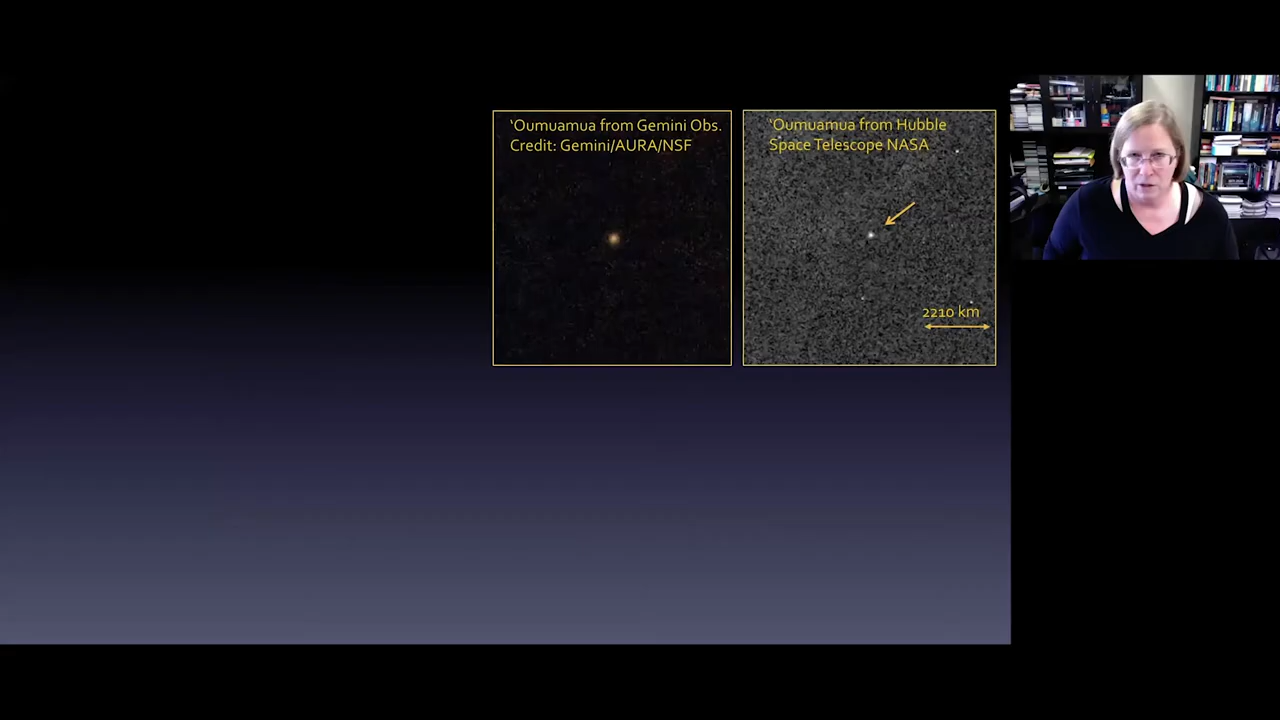 ‘Oumuamua from Gemini Obs.
Credit: Gemini/AURA/NSF
‘Oumuamua from Hubble
Space Telescope NASA
2210 km